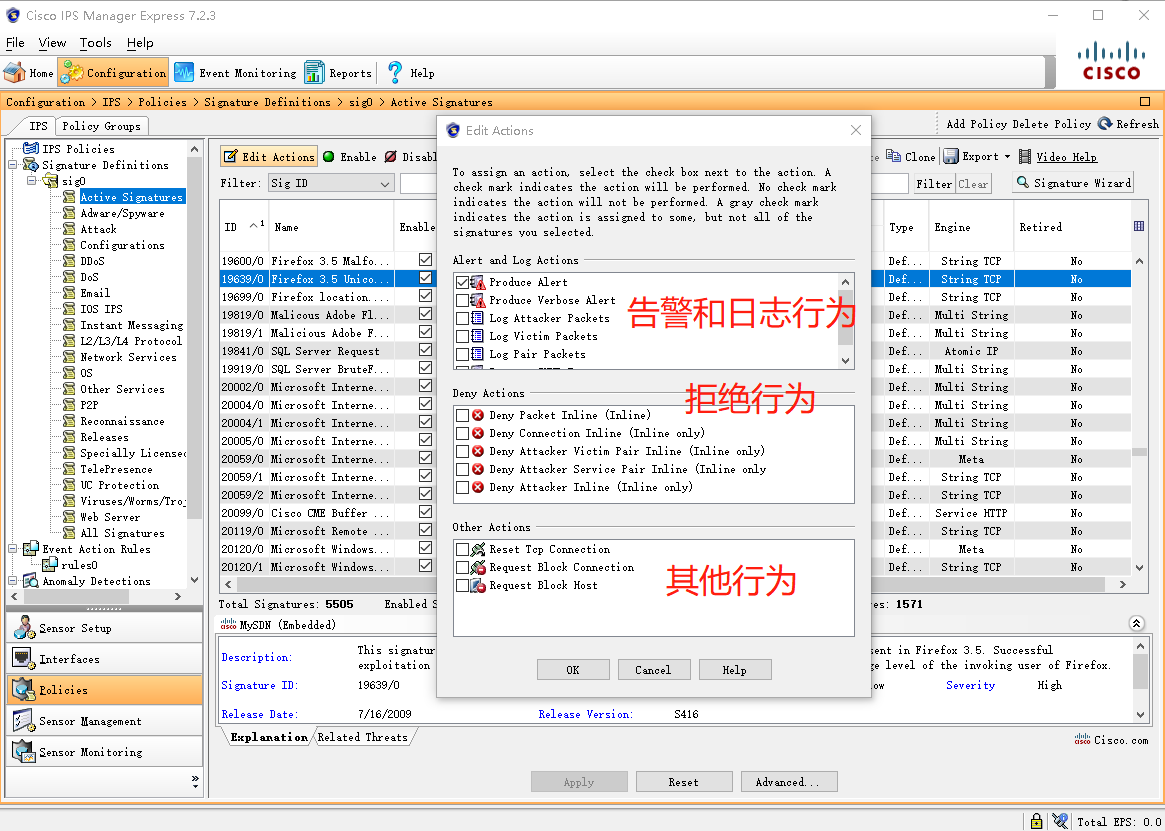 Cisco IPS Manager Express 7.2.3
File View Tools Help
Home Configuration Event Monitoring Reports Help
CISCO
Configuration > IPS > Policies > Signature Definitions > sig0 > Active Signatures
IPS Policy Groups
Add Policy Delete Policy Refresh
IPS Policies
Signature Definitions
sig0
Active Signatures
Adware/Spyware
Attack
Configurations
DDoS
DoS
Email
IOS IPS
Instant Messaging
L2/L3/L4 Protocol
Network Services
OS
Other Services
P2P
Reconnaissance
Releases
Specially License
TelePresence
UC Protection
Viruses/Worms/Tro
Web Server
All Signatures
Event Action Rules
rules0
Anomaly Detections
Sensor Setup
Interfaces
Policies
Sensor Management
Sensor Monitoring
Edit Actions Enable Disabl
Clone Export Video Help
Filter: Sig ID
Filter Clear Signature Wizard
ID 1 Name Enable Type Engine Retired
19600/0 Firefox 3.5 Malfo... Def... String TCP No
19639/0 Firefox 3.5 Unico... Def... String TCP No
19699/0 Firefox location.... Def... String TCP No
19819/0 Malicous Adobe Fl... Def... Multi String No
19819/1 Malicious Adobe F... Def... Multi String No
19841/0 SQL Server Request Def... Atomic IP No
19919/0 SQL Server BruteF... Def... Multi String No
20002/0 Microsoft Interne... Def... Multi String No
20004/0 Microsoft Interne... Def... Multi String No
20004/1 Microsoft Interne... Def... Multi String No
20005/0 Microsoft Interne... Def... Multi String No
20059/0 Microsoft Interne... Def... Meta No
20059/1 Microsoft Interne... Def... String TCP No
20059/2 Microsoft Interne... Def... String TCP No
20099/0 Cisco CME Buffer ... Def... Service HTTP No
20119/0 Microsoft Remote ... Def... String TCP No
20120/0 Microsoft Windows... Def... Meta No
20120/1 Microsoft Windows... Def... String TCP No
Total Signatures: 5505 Enabled S
es: 1571
MySDN (Embedded)
Description: This signatur
exploitation
ent in Firefox 3.5. Successful
ge level of the invoking user of Firefox.
Signature ID: 19639/0
ow Severity High
Release Date: 7/16/2009 Release Version: S416
Explanation Related Threats
Cisco.com
Apply Reset Advanced...
Total EPS: 0.0
Edit Actions
To assign an action, select the check box next to the action. A
check mark indicates the action will be performed. No check mark
indicates the action will not be performed. A gray check mark
indicates the action is assigned to some, but not all of the
signatures you selected.
Alert and Log Actions
Produce Alert
Produce Verbose Alert
Log Attacker Packets
Log Victim Packets
Log Pair Packets
告警和日志行为
Deny Actions
拒绝行为
Deny Packet Inline (Inline)
Deny Connection Inline (Inline only)
Deny Attacker Victim Pair Inline (Inline only)
Deny Attacker Service Pair Inline (Inline only
Deny Attacker Inline (Inline only)
Other Actions
Reset Tcp Connection
Request Block Connection
Request Block Host
其他行为
OK Cancel Help